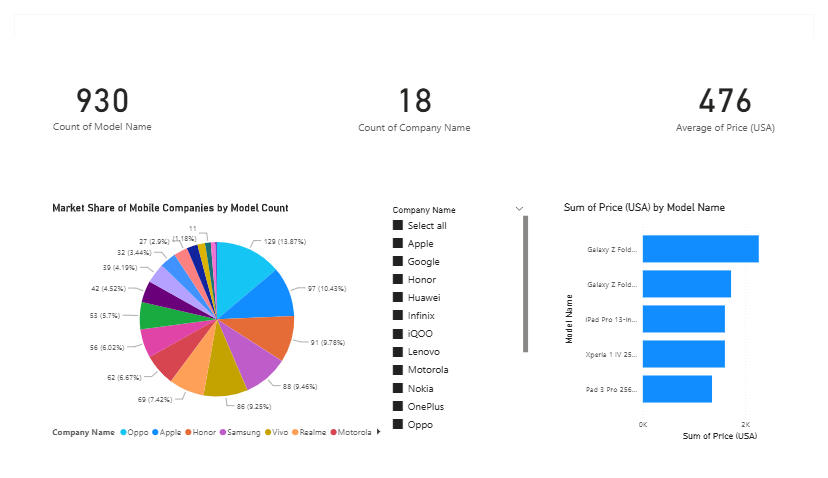 930
Count of Model Name
18
Count of Company Name
476
Average of Price (USA)
Market Share of Mobile Companies by Model Count
129 (13.87%)
97 (10.43%)
91 (9.78%)
88 (9.46%)
86 (9.25%)
69 (7.42%)
62 (6.67%)
56 (6.02%)
53 (5.7%)
42 (4.52%)
39 (4.19%)
32 (3.44%)
27 (2.9%)
11
(1.18%)
Company Name Oppo Apple Honor Samsung Vivo Realme Motorola
Company Name
Select all
Apple
Google
Honor
Huawei
Infinix
iQOO
Lenovo
Motorola
Nokia
OnePlus
Oppo
Sum of Price (USA) by Model Name
Model Name
Galaxy Z Fold...
Galaxy Z Fold...
iPad Pro 13-in...
Xperia 1 IV 25...
Pad 3 Pro 256...
0K 2K
Sum of Price (USA)